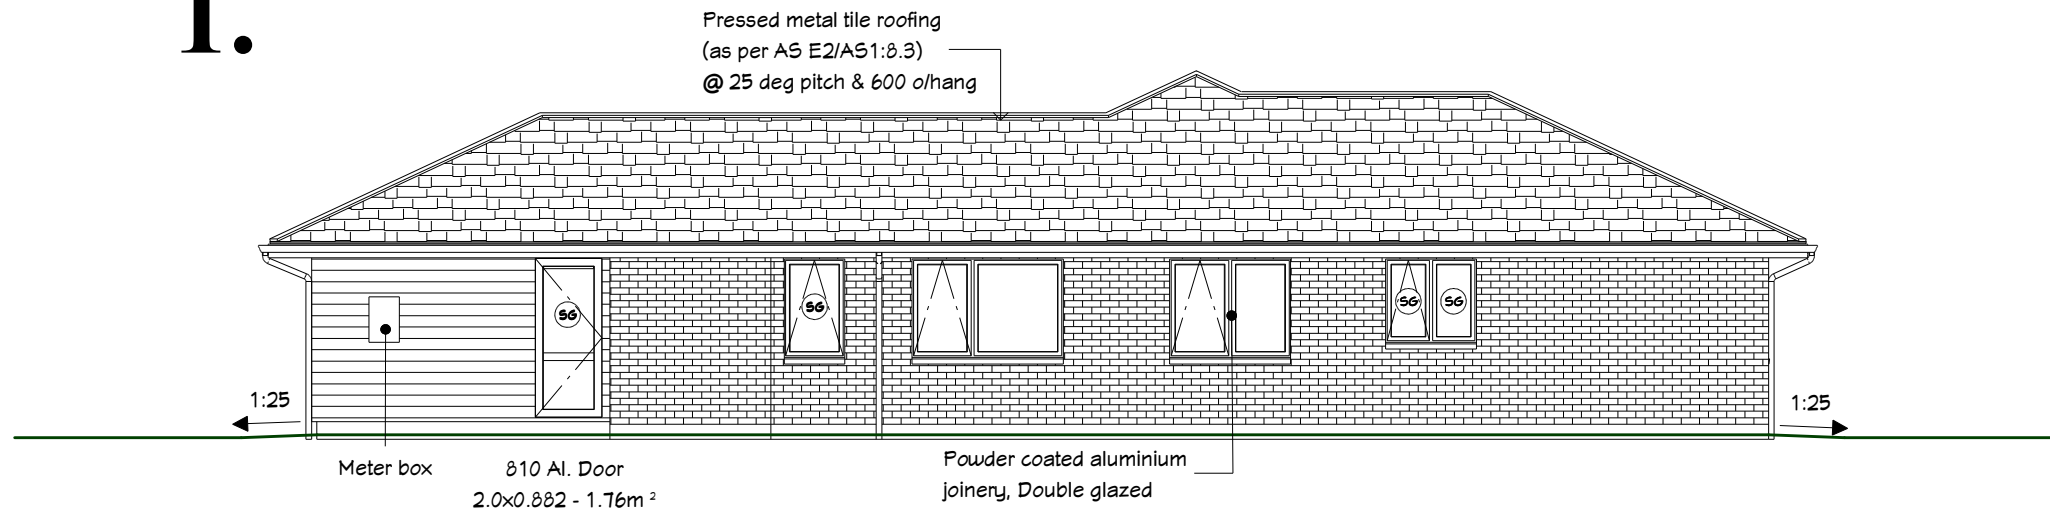 1.
Pressed metal tile roofing
(as per AS E2/AS1:8.3)
@ 25 deg pitch & 600 o/hang
SG
SG
SG
SG
1:25
1:25
Meter box
810 Al. Door
2.0x0.882 - 1.76m ²
Powder coated aluminium
joinery, Double glazed